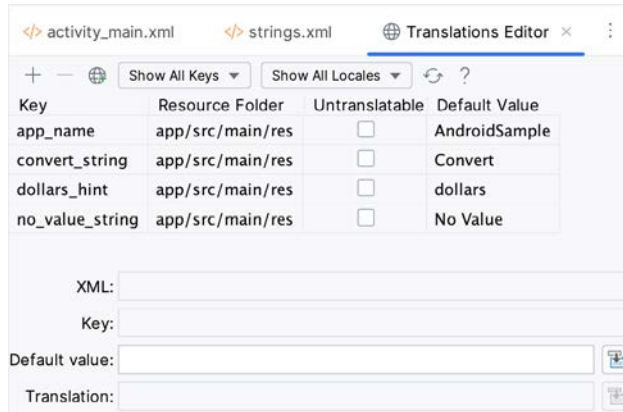 </> activity_main.xml </> strings.xml Translations Editor ×
+ − Show All Keys Show All Locales ?
Key Resource Folder Untranslatable Default Value
app_name app/src/main/res AndroidSample
convert_string app/src/main/res Convert
dollars_hint app/src/main/res dollars
no_value_string app/src/main/res No Value
XML:
Key:
Default value:
Translation: